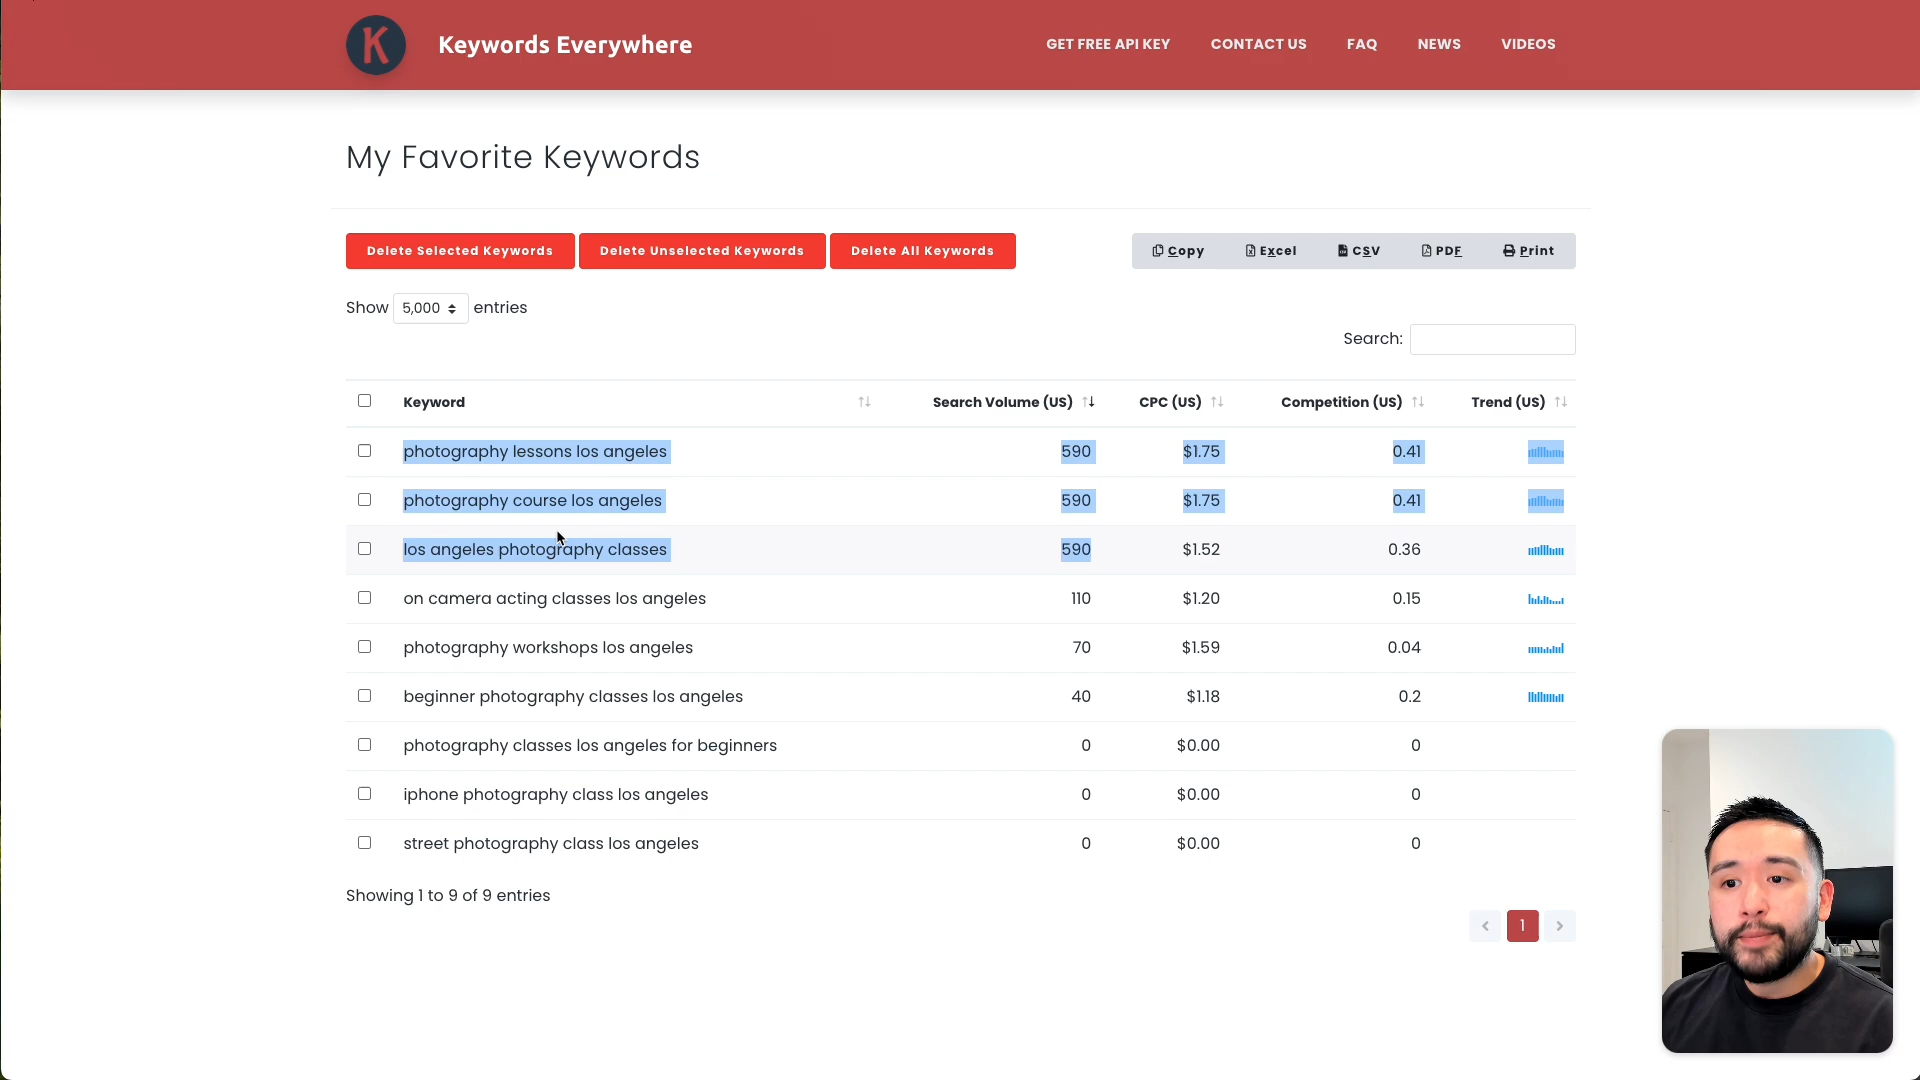 K Keywords Everywhere GET FREE API KEY CONTACT US FAQ NEWS VIDEOS
My Favorite Keywords
Delete Selected Keywords Delete Unselected Keywords Delete All Keywords Copy Excel CSV PDF Print
Show 5,000 entries
Search:
Keyword Search Volume (US) CPC (US) Competition (US) Trend (US)
photography lessons los angeles 590 $1.75 0.41
photography course los angeles 590 $1.75 0.41
los angeles photography classes 590 $1.52 0.36
on camera acting classes los angeles 110 $1.20 0.15
photography workshops los angeles 70 $1.59 0.04
beginner photography classes los angeles 40 $1.18 0.2
photography classes los angeles for beginners 0 $0.00 0
iphone photography class los angeles 0 $0.00 0
street photography class los angeles 0 $0.00 0
Showing 1 to 9 of 9 entries
1